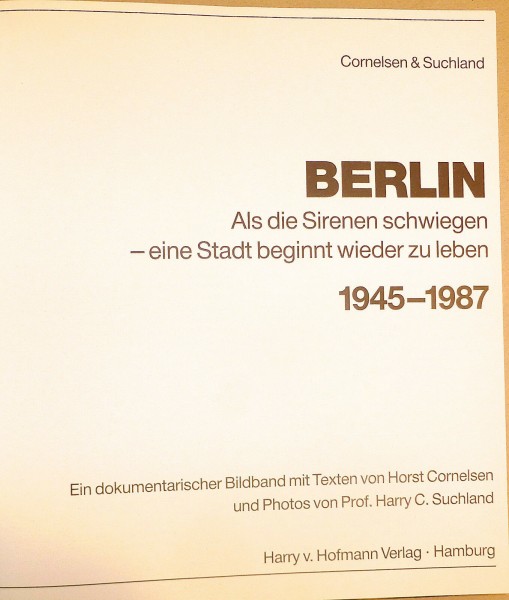 Cornelsen & Suchland
BERLIN
Als die Sirenen schwiegen
– eine Stadt beginnt wieder zu leben
1945–1987
Ein dokumentarischer Bildband mit Texten von Horst Cornelsen
und Photos von Prof. Harry C. Suchland
Harry v. Hofmann Verlag · Hamburg